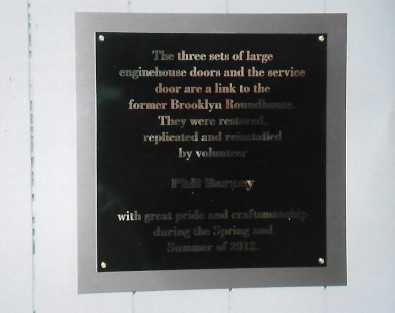 The three sets of large
enginehouse doors and the service
door are a link to the
former Brooklyn Roundhouse.
They were restored,
replicated and reinstalled
by volunteer
Phil
with great pride and craftsmanship
during the Spring and
Summer of 2012.